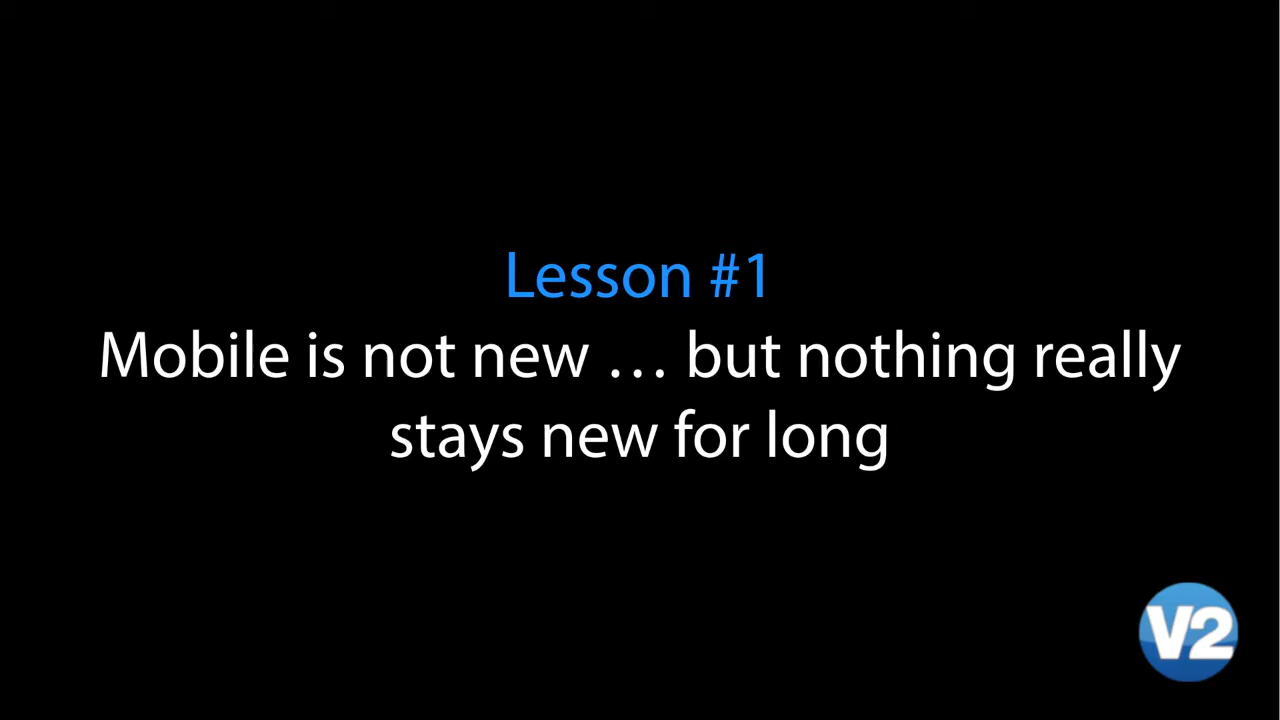 Lesson #1
Mobile is not new … but nothing really
stays new for long
V2